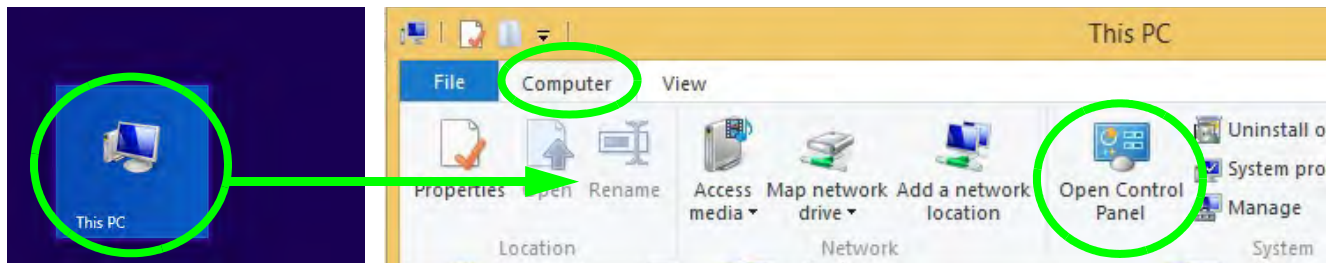 This PC
This PC
File
Computer
View
Properties
Open
Rename
Access media
Map network drive
Add a network location
Open Control Panel
Uninstall o
System pro
Manage
Location
Network
System